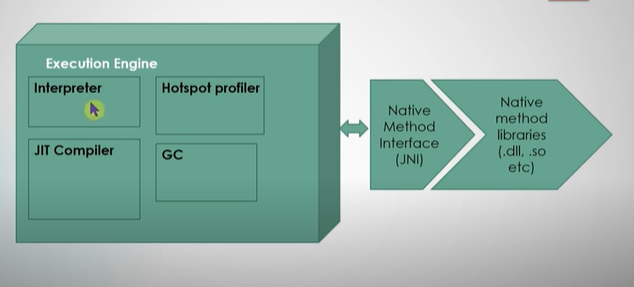 Execution Engine
Interpreter
Hotspot profiler
JIT Compiler
GC
Native
Method
Interface
(JNI)
Native
method
libraries
(.dll, .so
etc)